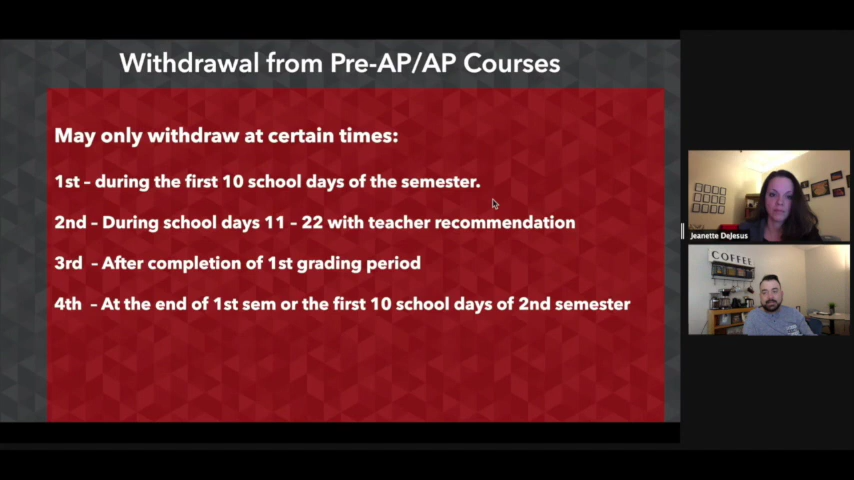 Withdrawal from Pre-AP/AP Courses
May only withdraw at certain times:
1st – during the first 10 school days of the semester.
2nd – During school days 11 – 22 with teacher recommendation
3rd – After completion of 1st grading period
4th – At the end of 1st sem or the first 10 school days of 2nd semester
Jeanette DeJesus
COFFEE